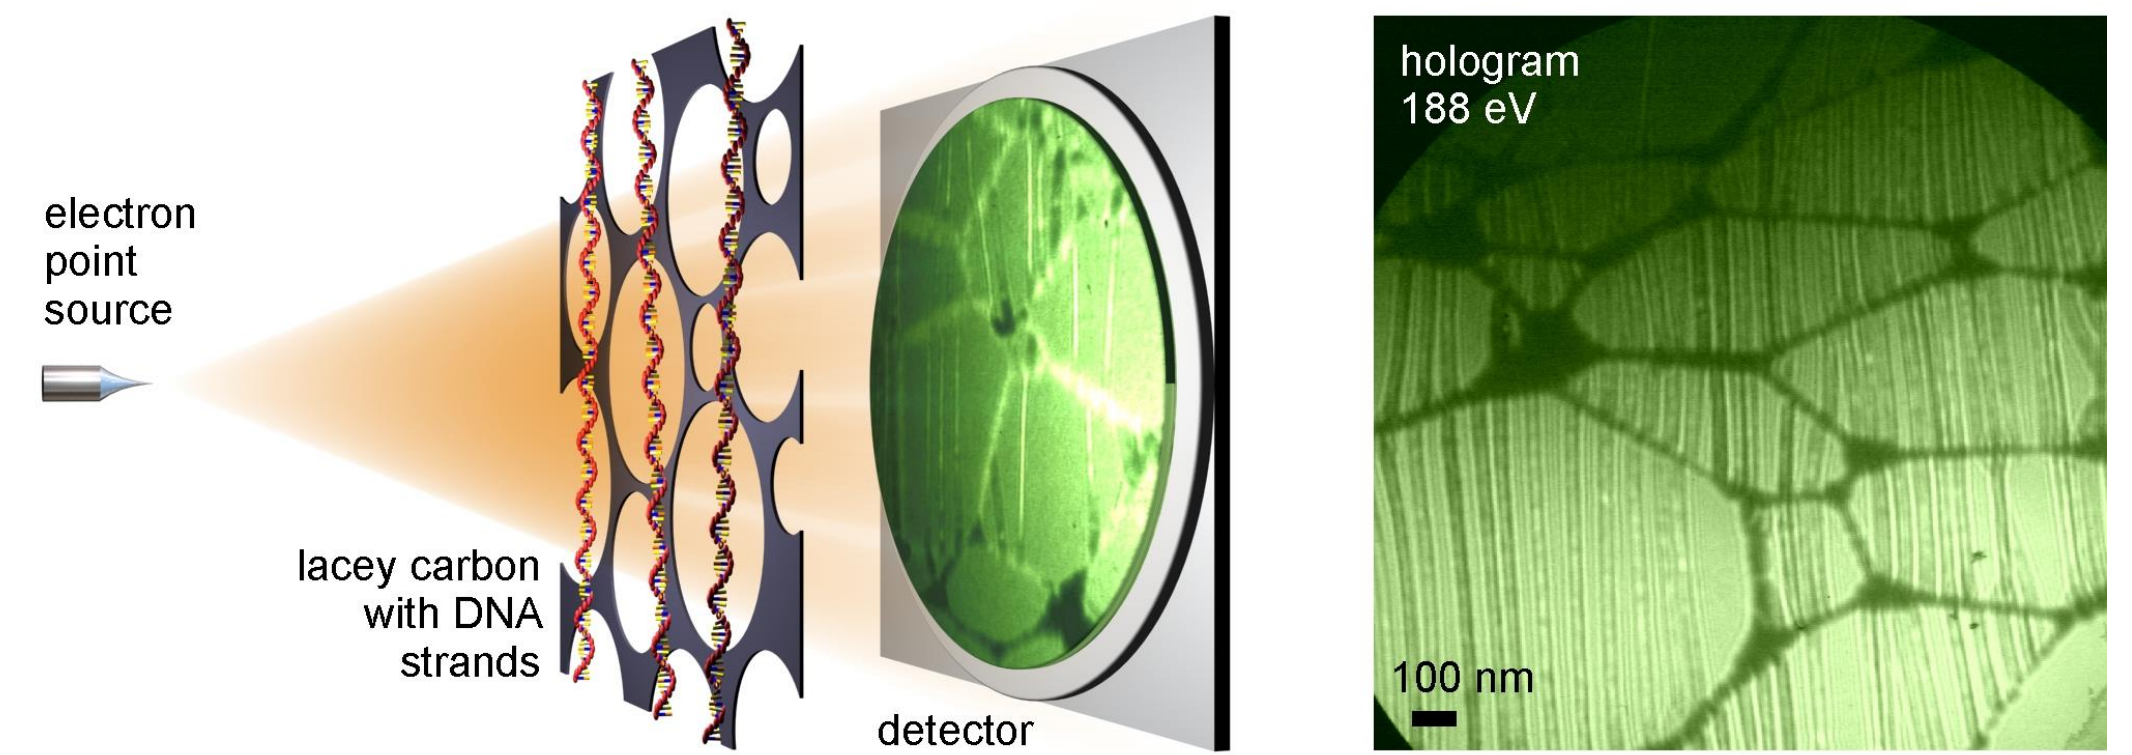 electron
point
source
lacey carbon
with DNA
strands
detector
hologram
188 eV
100 nm